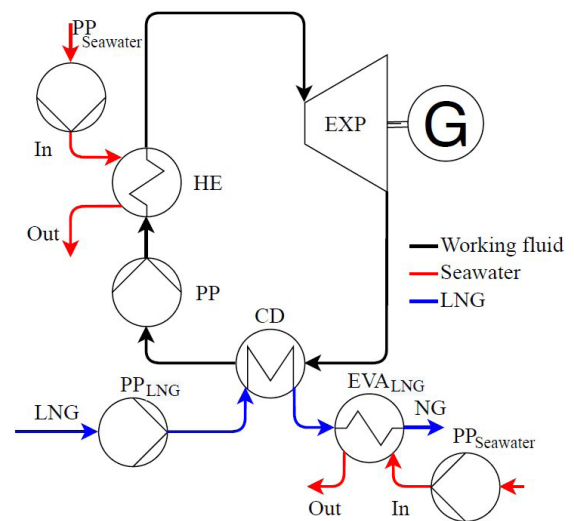 PP
Seawater
In
HE
Out
PP
EXP
G
Working fluid
Seawater
LNG
CD
PP LNG
LNG
EVA LNG
NG
PP Seawater
Out
In